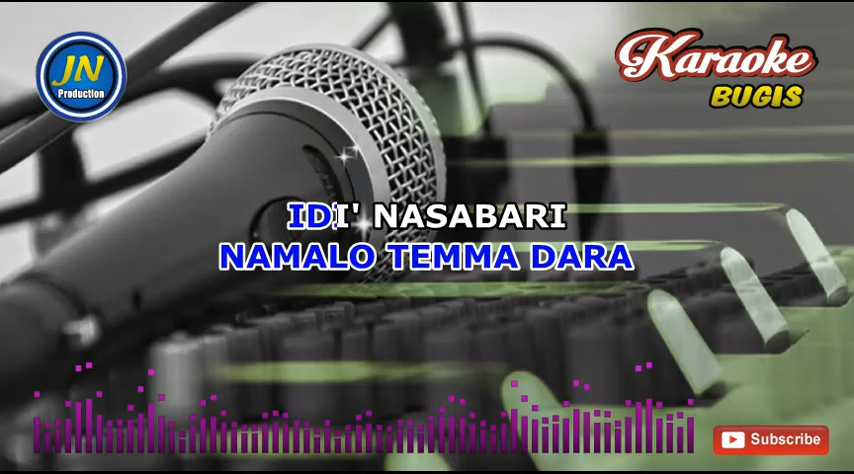 JN
Production
Karaoke
BUGIS
IDI' NASABARI
NAMALO TEMMA DARA
Subscribe